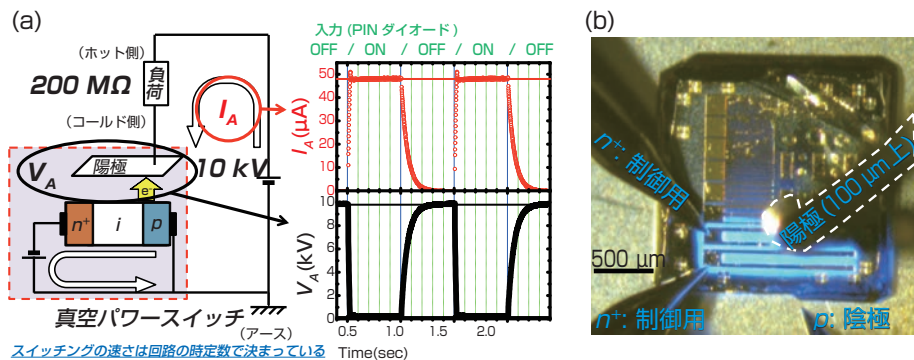 (a)
(ホット側)
200 MΩ
負荷
(コールド側)
I_A
V_A
陽極
10 kV
e-
n+
i
p
真空パワースイッチ
(アース)
スイッチングの速さは回路の時定数で決まっている
入力 (PIN ダイオード)
OFF / ON / OFF / ON / OFF
I_A (μA)
50
40
30
20
10
0
V_A (kV)
10
8
6
4
2
0
0.5 1.0 1.5 2.0
Time(sec)
(b)
n+: 制御用
陽極 (100 μm上)
500 μm
n+: 制御用
p: 陰極